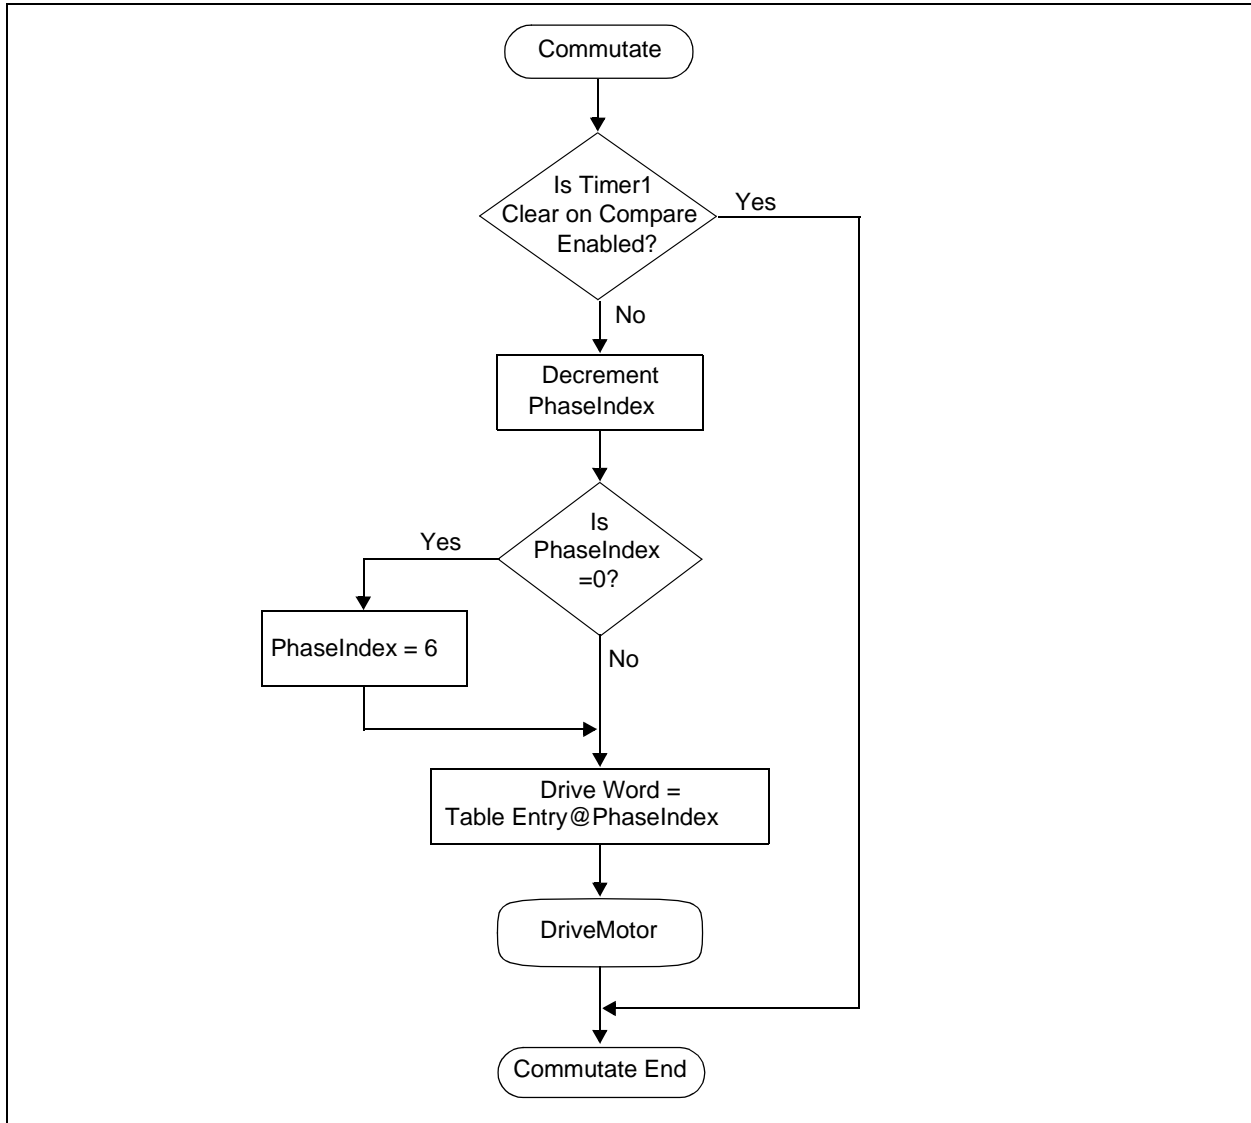 Commutate
Is Timer1
Clear on Compare
Enabled?
Yes
No
Decrement
PhaseIndex
Is
PhaseIndex
=0?
Yes
PhaseIndex = 6
No
Drive Word =
Table Entry@PhaseIndex
DriveMotor
Commutate End